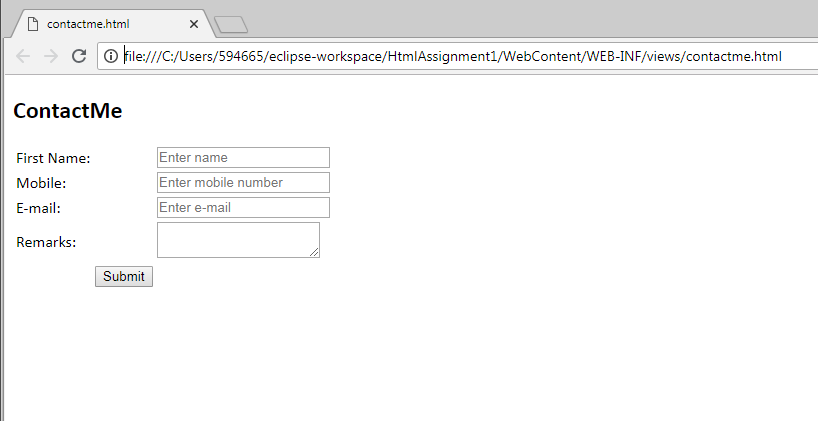 contactme.html
file:///C:/Users/594665/eclipse-workspace/HtmlAssignment1/WebContent/WEB-INF/views/contactme.html
ContactMe
First Name: Enter name
Mobile: Enter mobile number
E-mail: Enter e-mail
Remarks:
Submit